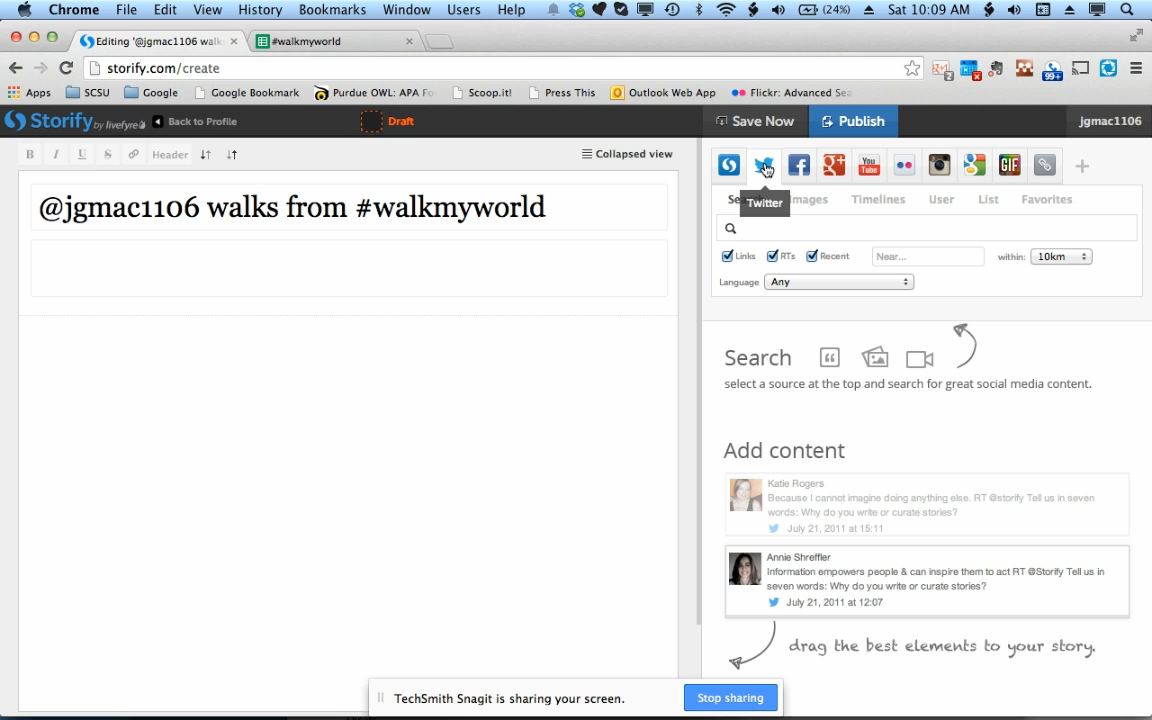 Chrome File Edit View History Bookmarks Window Users Help (24%) Sat 10:09 AM
Editing '@jgmac1106 walk
#walkmyworld
storify.com/create
2
99+
Apps SCSU Google Google Bookmark Purdue OWL: APA Fo Scoop.it! Press This Outlook Web App Flickr: Advanced Sea
Storify by livefyre Back to Profile Draft Save Now Publish jgmac1106
B I U S Header Collapsed view
You Tube GIF
@jgmac1106 walks from #walkmyworld
Twitter
Se mages Timelines User List Favorites
Links RTs Recent Near... within: 10km
Language Any
Search
select a source at the top and search for great social media content.
Add content
Katie Rogers
Because I cannot imagine doing anything else. RT @storify Tell us in seven
words: Why do you write or curate stories?
July 21, 2011 at 15:11
Annie Shreffler
Information empowers people & can inspire them to act RT @Storify Tell us in
seven words: Why do you write or curate stories?
July 21, 2011 at 12:07
drag the best elements to your story.
TechSmith Snagit is sharing your screen. Stop sharing